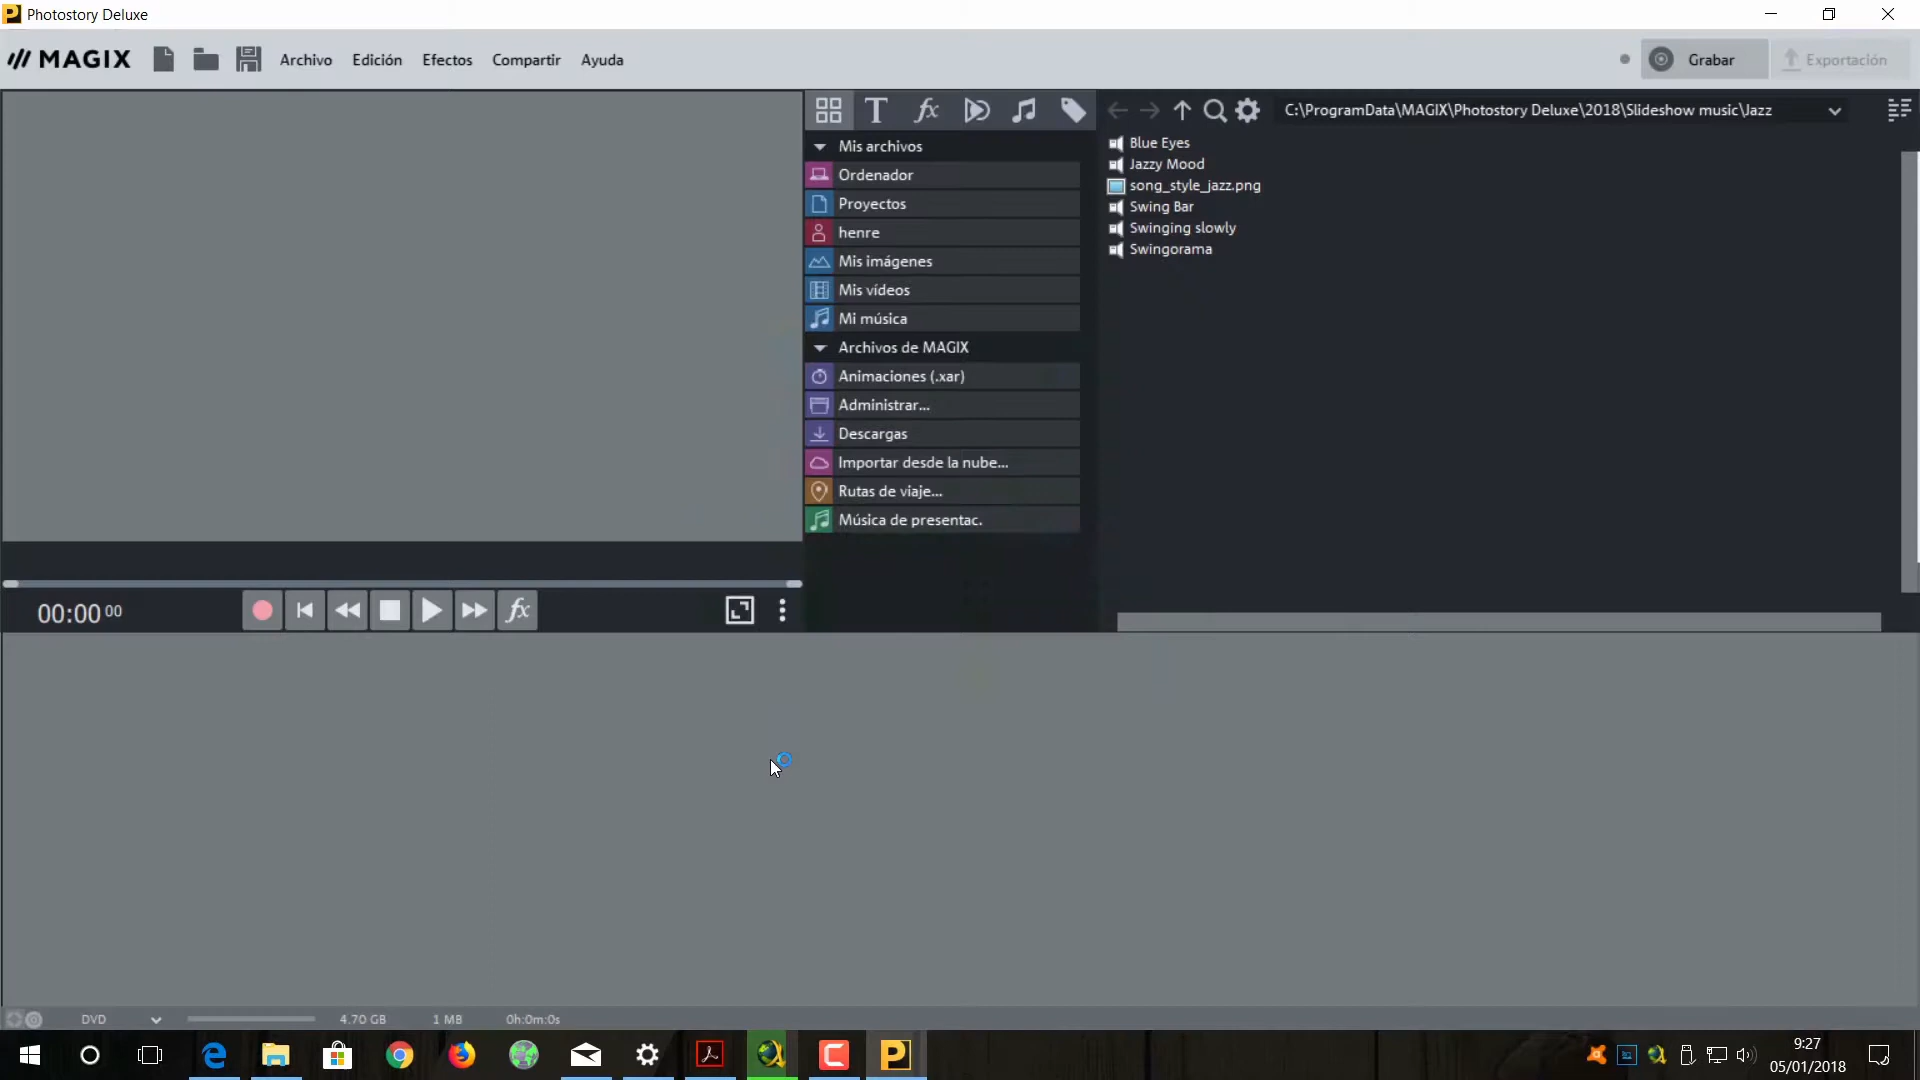 Photostory Deluxe
MAGIX Archivo Edición Efectos Compartir Ayuda Grabar Exportación
C:\ProgramData\MAGIX\Photostory Deluxe\2018\Slideshow music\Jazz
Mis archivos
Ordenador
Proyectos
henre
Mis imágenes
Mis vídeos
Mi música
Archivos de MAGIX
Animaciones (.xar)
Administrar...
Descargas
Importar desde la nube...
Rutas de viaje...
Música de presentac.
Blue Eyes
Jazzy Mood
song_style_jazz.png
Swing Bar
Swinging slowly
Swingorama
00:00 00
DVD 4.70 GB 1 MB 0h:0m:0s
9:27
05/01/2018